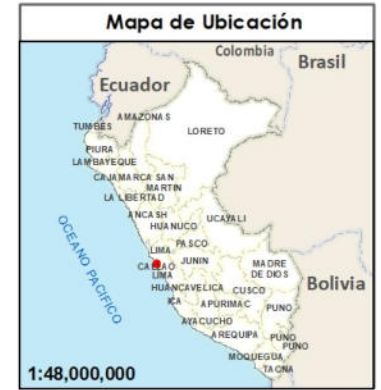 Mapa de Ubicación
Colombia
Brasil
Ecuador
AMAZONAS
TUMBES
LORETO
PIURA
LAMBAYEQUE
CAJAMARCA SAN
MARTIN
LA LIBERTAD
ANCASH
UCAYALI
HUANUCO
OCEANO PACIFICO
PASCO
LIMA
JUNIN
MADRE
DE DIOS
CALLAO
LIMA
Bolivia
HUANCAVELICA
CUSCO
ICA
APURIMAC
PUNO
AYACUCHO
AREQUIPA
PUNO
PUNO
MOQUEGUA
TACNA
1:48,000,000